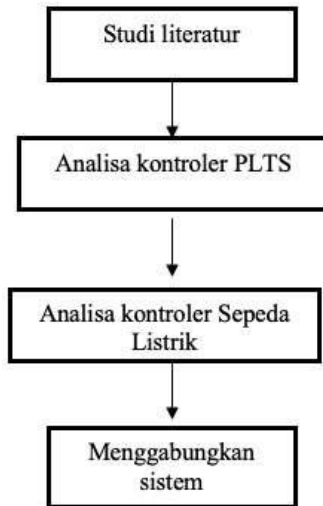 Studi literatur
Analisa kontroler PLTS
Analisa kontroler Sepeda
Listrik
Menggabungkan
sistem